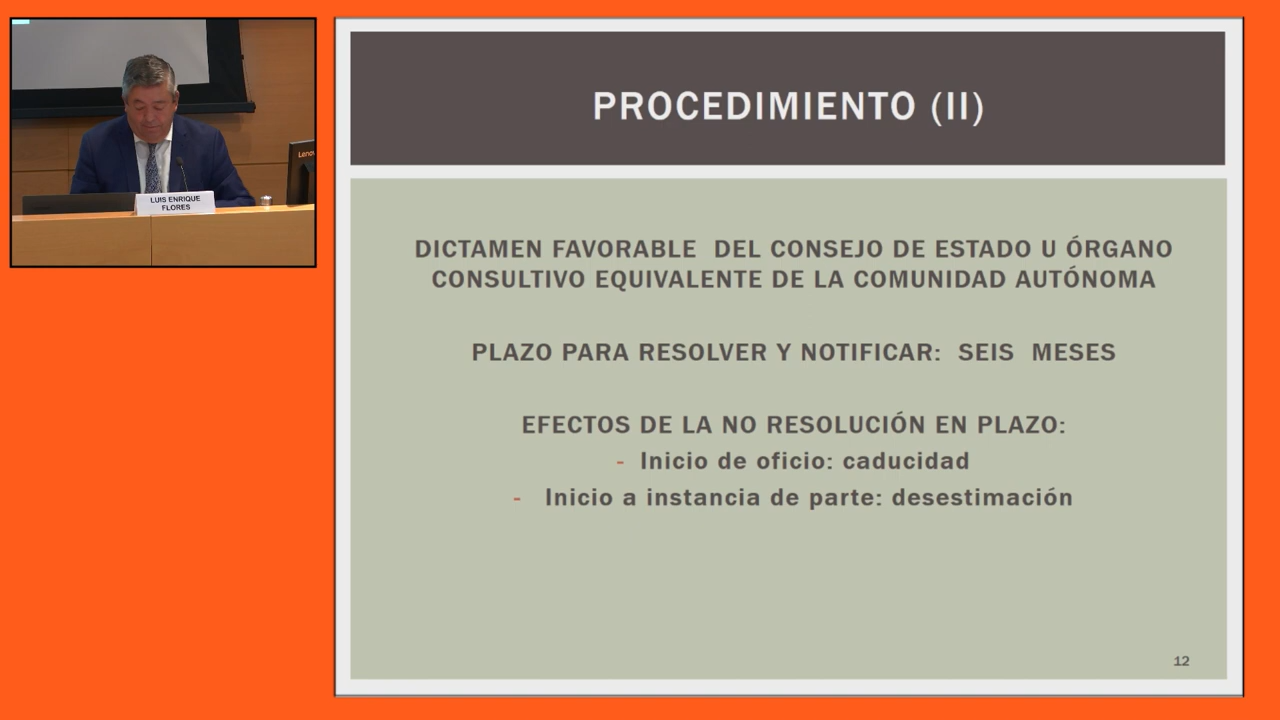 Leno
LUIS ENRIQUE
FLORES
PROCEDIMIENTO (II)
DICTAMEN FAVORABLE DEL CONSEJO DE ESTADO U ÓRGANO
CONSULTIVO EQUIVALENTE DE LA COMUNIDAD AUTÓNOMA
PLAZO PARA RESOLVER Y NOTIFICAR: SEIS MESES
EFECTOS DE LA NO RESOLUCIÓN EN PLAZO:
- Inicio de oficio: caducidad
- Inicio a instancia de parte: desestimación
12